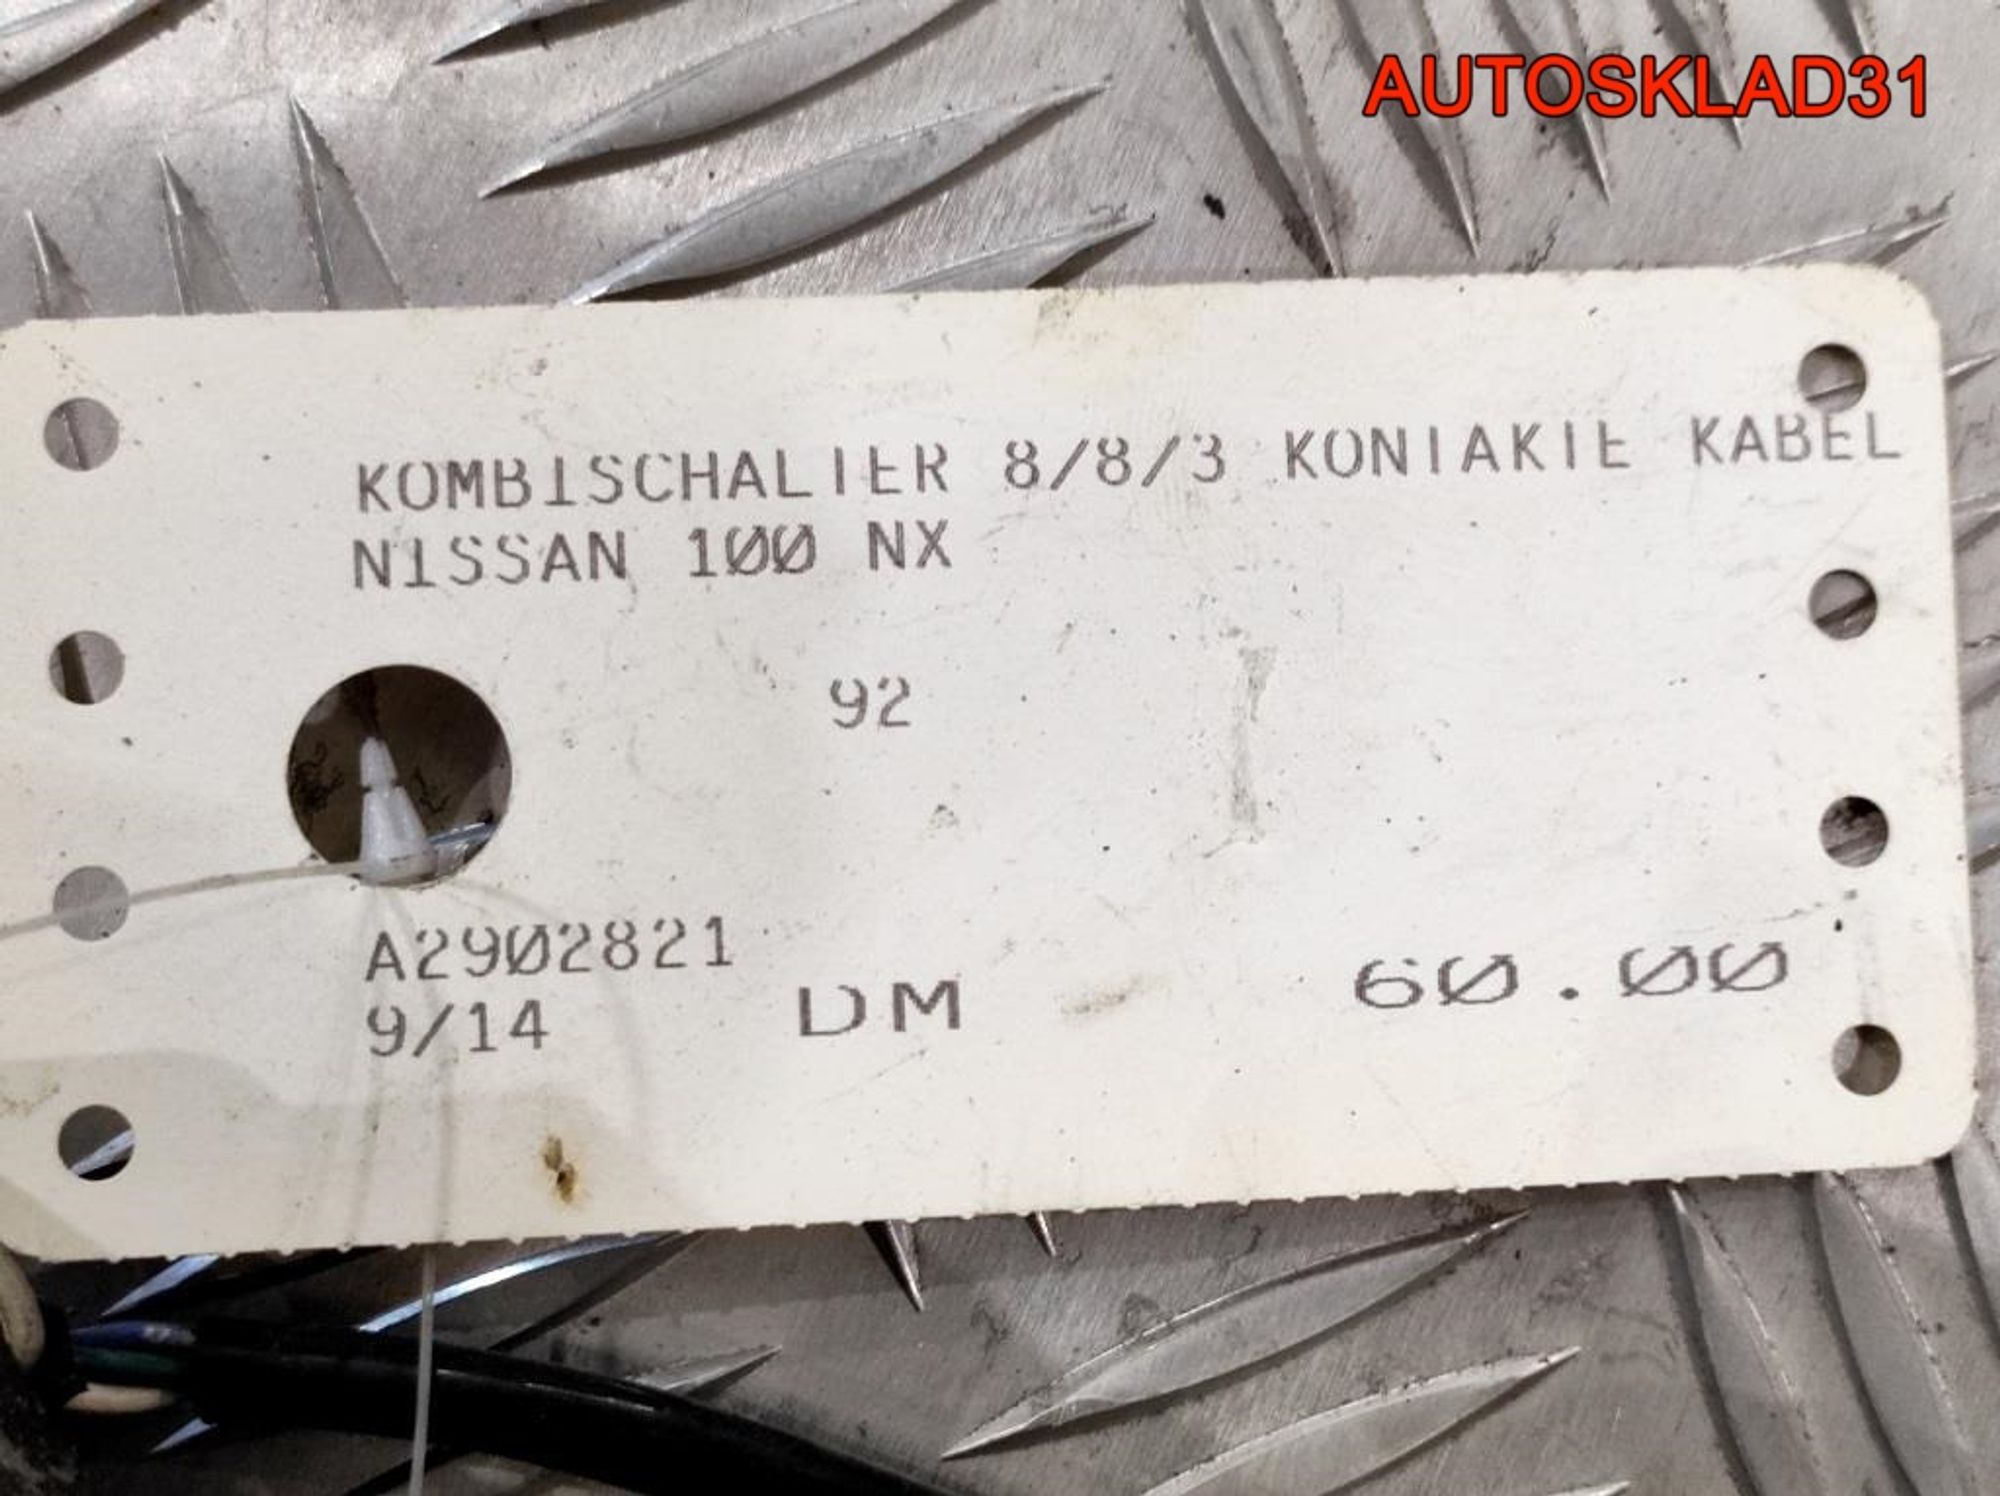 AUTOSKLAD31
KOMBISCHALTER 8/8/3 KONTAKTE KABEL
NISSAN 100 NX
92
A2902821
9/14 DM 60.00